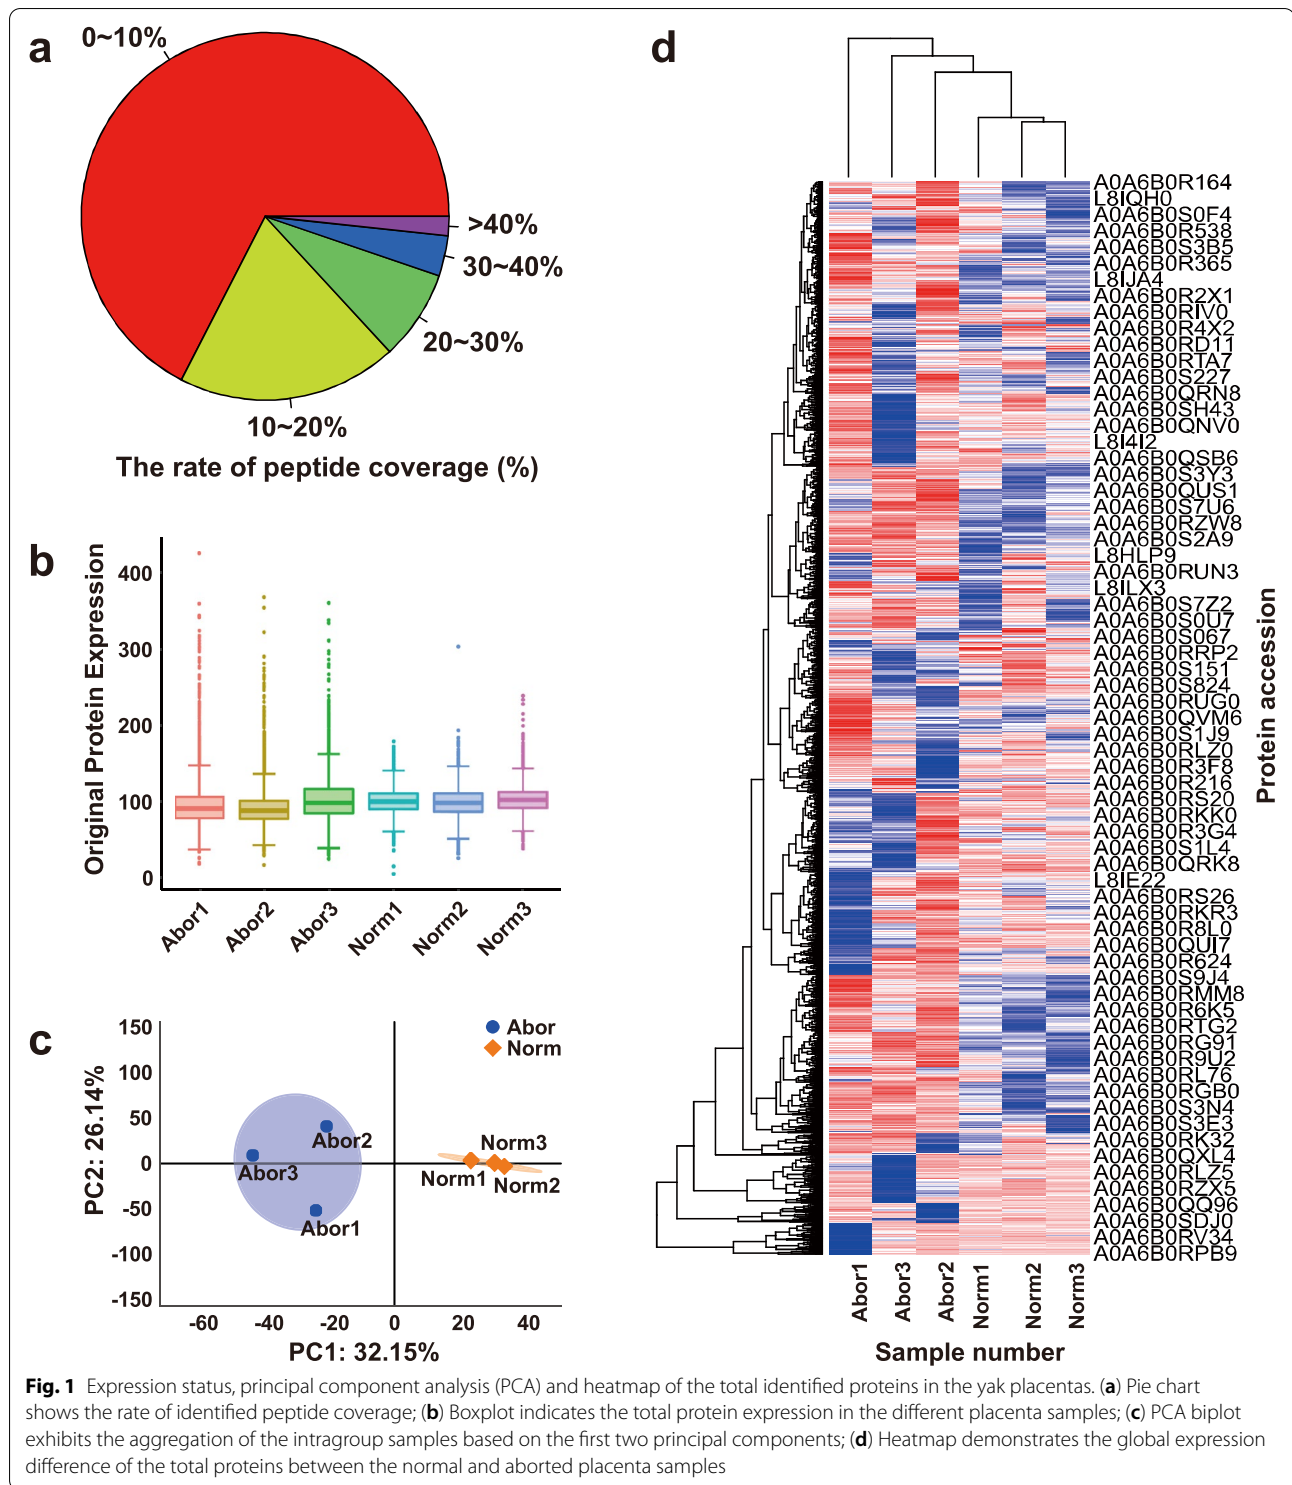 a
0~10%
>40%
30~40%
20~30%
10~20%
The rate of peptide coverage (%)
b
Original Protein Expression
400
300
200
100
0
Abor1
Abor2
Abor3
Norm1
Norm2
Norm3
c
PC2: 26.14%
150
100
50
0
-50
-100
-150
Abor
Norm
Abor2
Abor3
Abor1
Norm3
Norm1
Norm2
-60
-40
-20
0
20
40
PC1: 32.15%
d
A0A6B0R164
L8IQH0
A0A6B0S0F4
A0A6B0R538
A0A6B0S3B5
A0A6B0R365
L8IJA4
A0A6B0R2X1
A0A6B0RIV0
A0A6B0R4X2
A0A6B0RD11
A0A6B0RTA7
A0A6B0S227
A0A6B0QRN8
A0A6B0SH43
A0A6B0QNV0
L8I4I2
A0A6B0QSB6
A0A6B0S3Y3
A0A6B0QUS1
A0A6B0S7U6
A0A6B0RZW8
A0A6B0S2A9
L8HLP9
A0A6B0RUN3
L8ILX3
A0A6B0S7Z2
A0A6B0S0U7
A0A6B0S067
A0A6B0RRP2
A0A6B0S151
A0A6B0S824
A0A6B0RUG0
A0A6B0QVM6
A0A6B0S1J9
A0A6B0RLZ0
A0A6B0R3F8
A0A6B0R216
A0A6B0RS20
A0A6B0RKK0
A0A6B0R3G4
A0A6B0S1L4
A0A6B0QRK8
L8IE22
A0A6B0RS26
A0A6B0RKR3
A0A6B0R8L0
A0A6B0QUI7
A0A6B0R624
A0A6B0S9J4
A0A6B0RMM8
A0A6B0R6K5
A0A6B0RTG2
A0A6B0RG91
A0A6B0R9U2
A0A6B0RL76
A0A6B0RGB0
A0A6B0S3N4
A0A6B0S3E3
A0A6B0RK32
A0A6B0QXL4
A0A6B0RLZ5
A0A6B0RZX5
A0A6B0QQ96
A0A6B0SDJ0
A0A6B0RV34
A0A6B0RPB9
Protein accession
Abor1
Abor3
Abor2
Norm1
Norm2
Norm3
Sample number
Fig. 1 Expression status, principal component analysis (PCA) and heatmap of the total identified proteins in the yak placentas. (a) Pie chart
shows the rate of identified peptide coverage; (b) Boxplot indicates the total protein expression in the different placenta samples; (c) PCA biplot
exhibits the aggregation of the intragroup samples based on the first two principal components; (d) Heatmap demonstrates the global expression
difference of the total proteins between the normal and aborted placenta samples